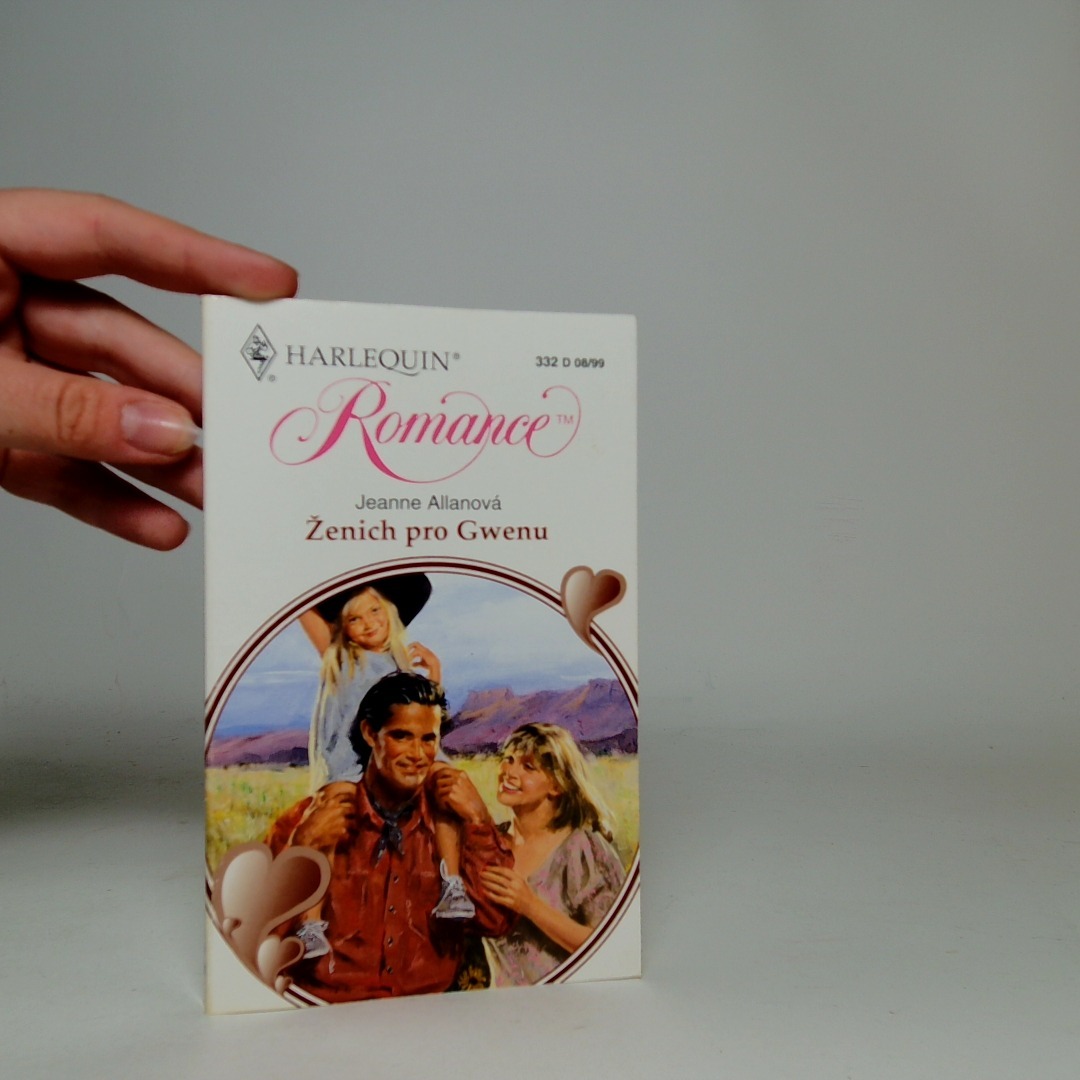 HARLEQUIN®
332 D 08/99
Romance™
Jeanne Allanová
Ženich pro Gwenu